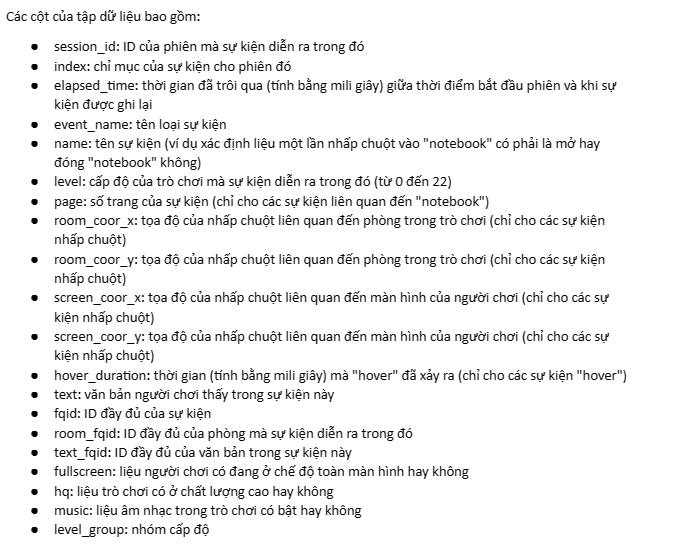 Các cột của tập dữ liệu bao gồm:
● session_id: ID của phiên mà sự kiện diễn ra trong đó
● index: chỉ mục của sự kiện cho phiên đó
● elapsed_time: thời gian đã trôi qua (tính bằng mili giây) giữa thời điểm bắt đầu phiên và khi sự
kiện được ghi lại
● event_name: tên loại sự kiện
● name: tên sự kiện (ví dụ xác định liệu một lần nhấp chuột vào "notebook" có phải là mở hay
đóng "notebook" không)
● level: cấp độ của trò chơi mà sự kiện diễn ra trong đó (từ 0 đến 22)
● page: số trang của sự kiện (chỉ cho các sự kiện liên quan đến "notebook")
● room_coor_x: tọa độ của nhấp chuột liên quan đến phòng trong trò chơi (chỉ cho các sự kiện
nhấp chuột)
● room_coor_y: tọa độ của nhấp chuột liên quan đến phòng trong trò chơi (chỉ cho các sự kiện
nhấp chuột)
● screen_coor_x: tọa độ của nhấp chuột liên quan đến màn hình của người chơi (chỉ cho các sự
kiện nhấp chuột)
● screen_coor_y: tọa độ của nhấp chuột liên quan đến màn hình của người chơi (chỉ cho các sự
kiện nhấp chuột)
● hover_duration: thời gian (tính bằng mili giây) mà "hover" đã xảy ra (chỉ cho các sự kiện "hover")
● text: văn bản người chơi thấy trong sự kiện này
● fqid: ID đầy đủ của sự kiện
● room_fqid: ID đầy đủ của phòng mà sự kiện diễn ra trong đó
● text_fqid: ID đầy đủ của văn bản trong sự kiện này
● fullscreen: liệu người chơi có đang ở chế độ toàn màn hình hay không
● hq: liệu trò chơi có ở chất lượng cao hay không
● music: liệu âm nhạc trong trò chơi có bật hay không
● level_group: nhóm cấp độ